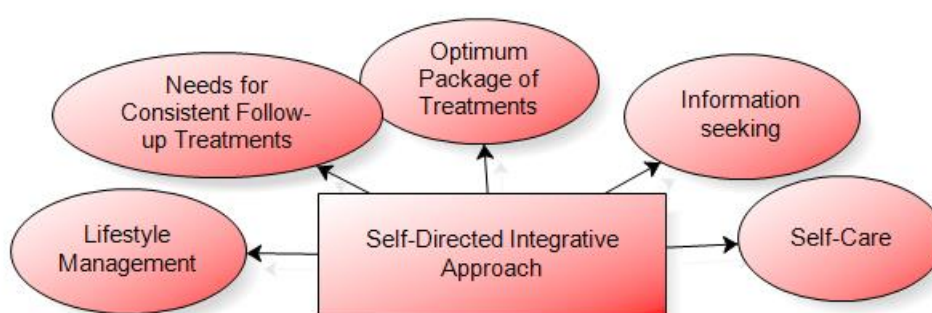 Optimum
Package of
Treatments
Needs for
Consistent Follow-
up Treatments
Information
seeking
Lifestyle
Management
Self-Directed Integrative
Approach
Self-Care